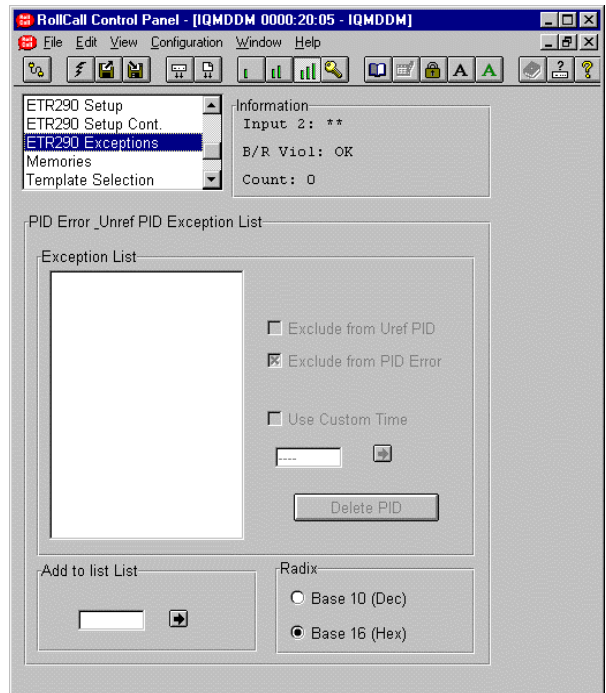 RollCall Control Panel - [IQMDDM 0000:20:05 - IQMDDM]
File Edit View Configuration Window Help
A A
ETR290 Setup
ETR290 Setup Cont.
ETR290 Exceptions
Memories
Template Selection
Information
Input 2: **
B/R Viol: OK
Count: 0
PID Error _Unref PID Exception List
Exception List
Exclude from Uref PID
Exclude from PID Error
Use Custom Time
----
Delete PID
Add to list List
Radix
Base 10 (Dec)
Base 16 (Hex)